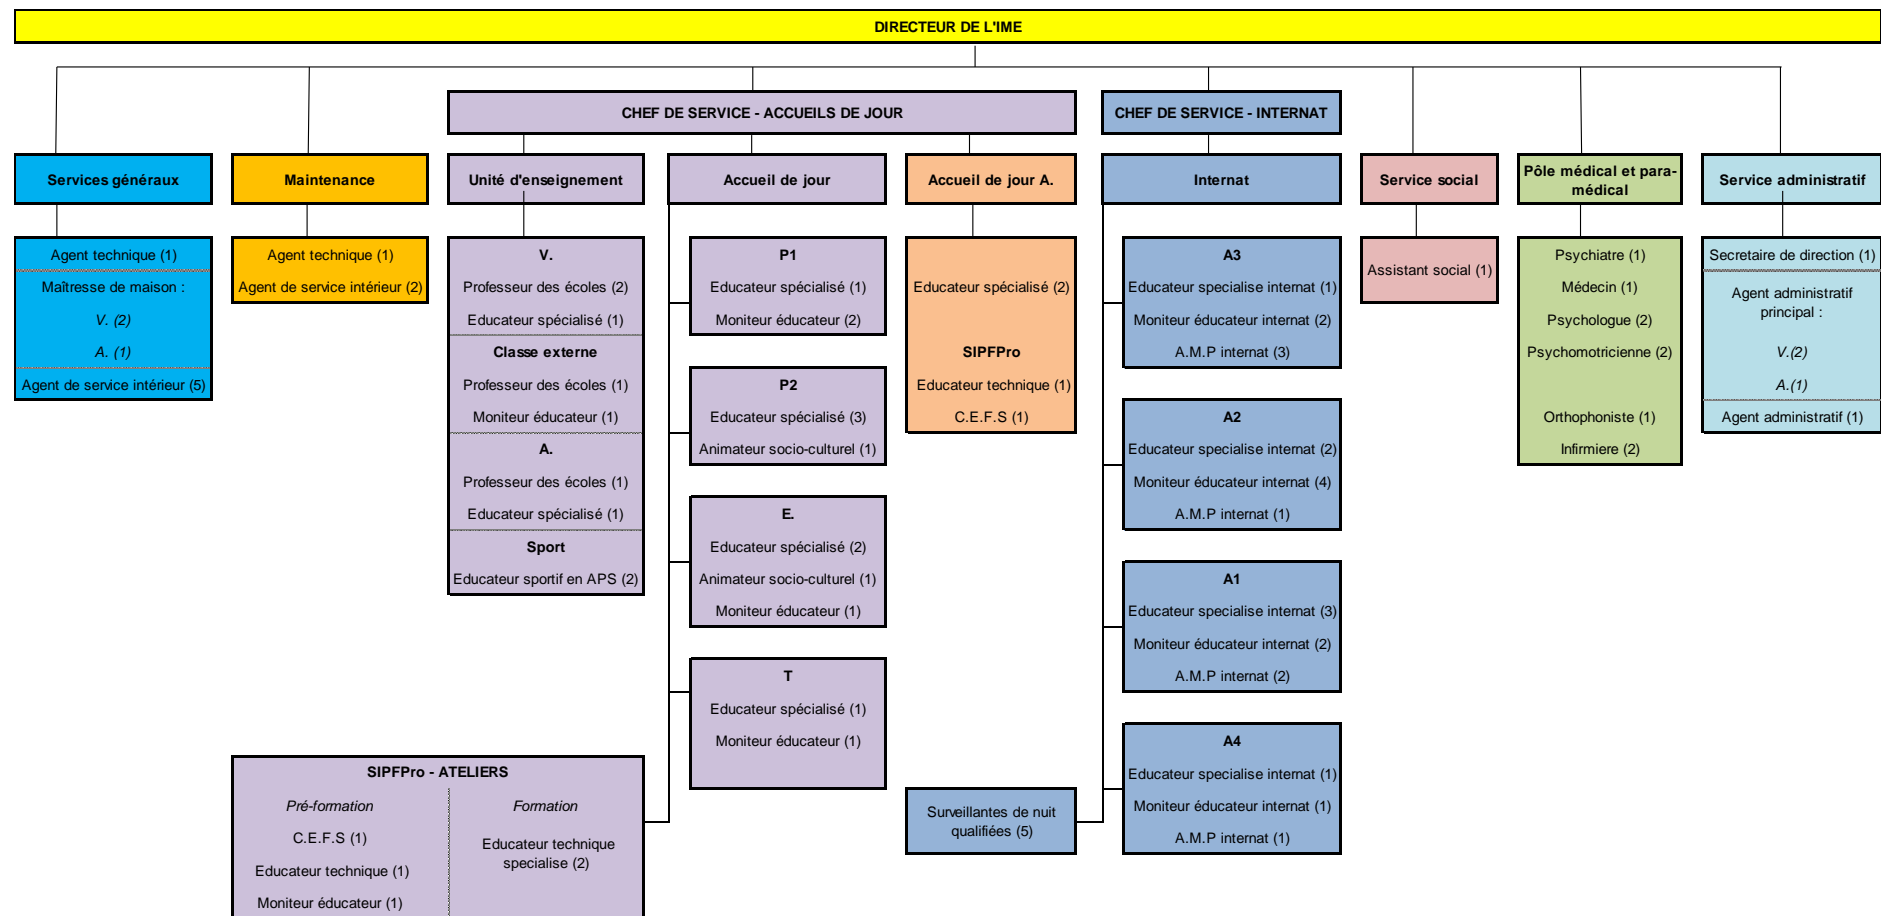 DIRECTEUR DE L'IME
CHEF DE SERVICE - ACCUEILS DE JOUR
CHEF DE SERVICE - INTERNAT
Services généraux
Maintenance
Unité d'enseignement
Accueil de jour
Accueil de jour A.
Internat
Service social
Pôle médical et para-
médical
Service administratif
Agent technique (1)
Maîtresse de maison :
V. (2)
A. (1)
Agent de service intérieur (5)
Agent technique (1)
Agent de service intérieur (2)
V.
Professeur des écoles (2)
Educateur spécialisé (1)
Classe externe
Professeur des écoles (1)
Moniteur éducateur (1)
A.
Professeur des écoles (1)
Educateur spécialisé (1)
Sport
Educateur sportif en APS (2)
P1
Educateur spécialisé (1)
Moniteur éducateur (2)
P2
Educateur spécialisé (3)
Animateur socio-culturel (1)
E.
Educateur spécialisé (2)
Animateur socio-culturel (1)
Moniteur éducateur (1)
T
Educateur spécialisé (1)
Moniteur éducateur (1)
SIPFPro - ATELIERS
Pré-formation
C.E.F.S (1)
Educateur technique (1)
Moniteur éducateur (1)
Formation
Educateur technique
specialise (2)
Educateur spécialisé (2)
SIPFPro
Educateur technique (1)
C.E.F.S (1)
A3
Educateur specialise internat (1)
Moniteur éducateur internat (2)
A.M.P internat (3)
A2
Educateur specialise internat (2)
Moniteur éducateur internat (4)
A.M.P internat (1)
A1
Educateur specialise internat (3)
Moniteur éducateur internat (2)
A.M.P internat (2)
A4
Educateur specialise internat (1)
Moniteur éducateur internat (1)
A.M.P internat (1)
Surveillantes de nuit
qualifiées (5)
Assistant social (1)
Psychiatre (1)
Médecin (1)
Psychologue (2)
Psychomotricienne (2)
Orthophoniste (1)
Infirmiere (2)
Secretaire de direction (1)
Agent administratif
principal :
V.(2)
A.(1)
Agent administratif (1)